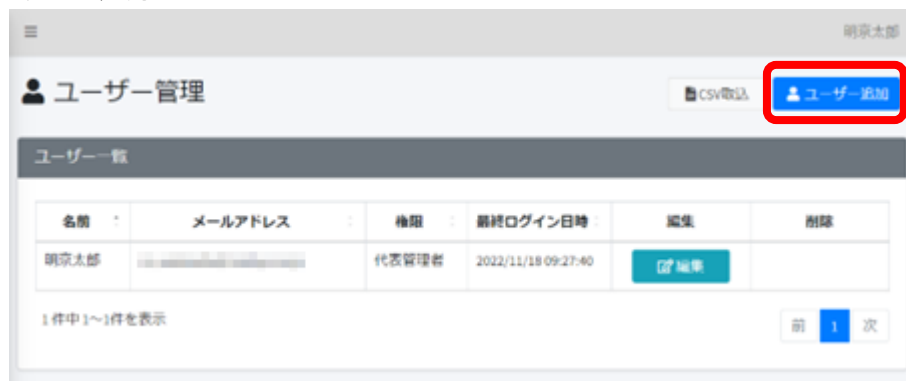 明京太郎
ユーザー管理
CSV取込
ユーザー追加
ユーザー一覧
名前 メールアドレス 権限 最終ログイン日時 編集 削除
明京太郎 代表管理者 2022/11/18 09:27:40 編集
1 件中 1～1件を表示
前 1 次